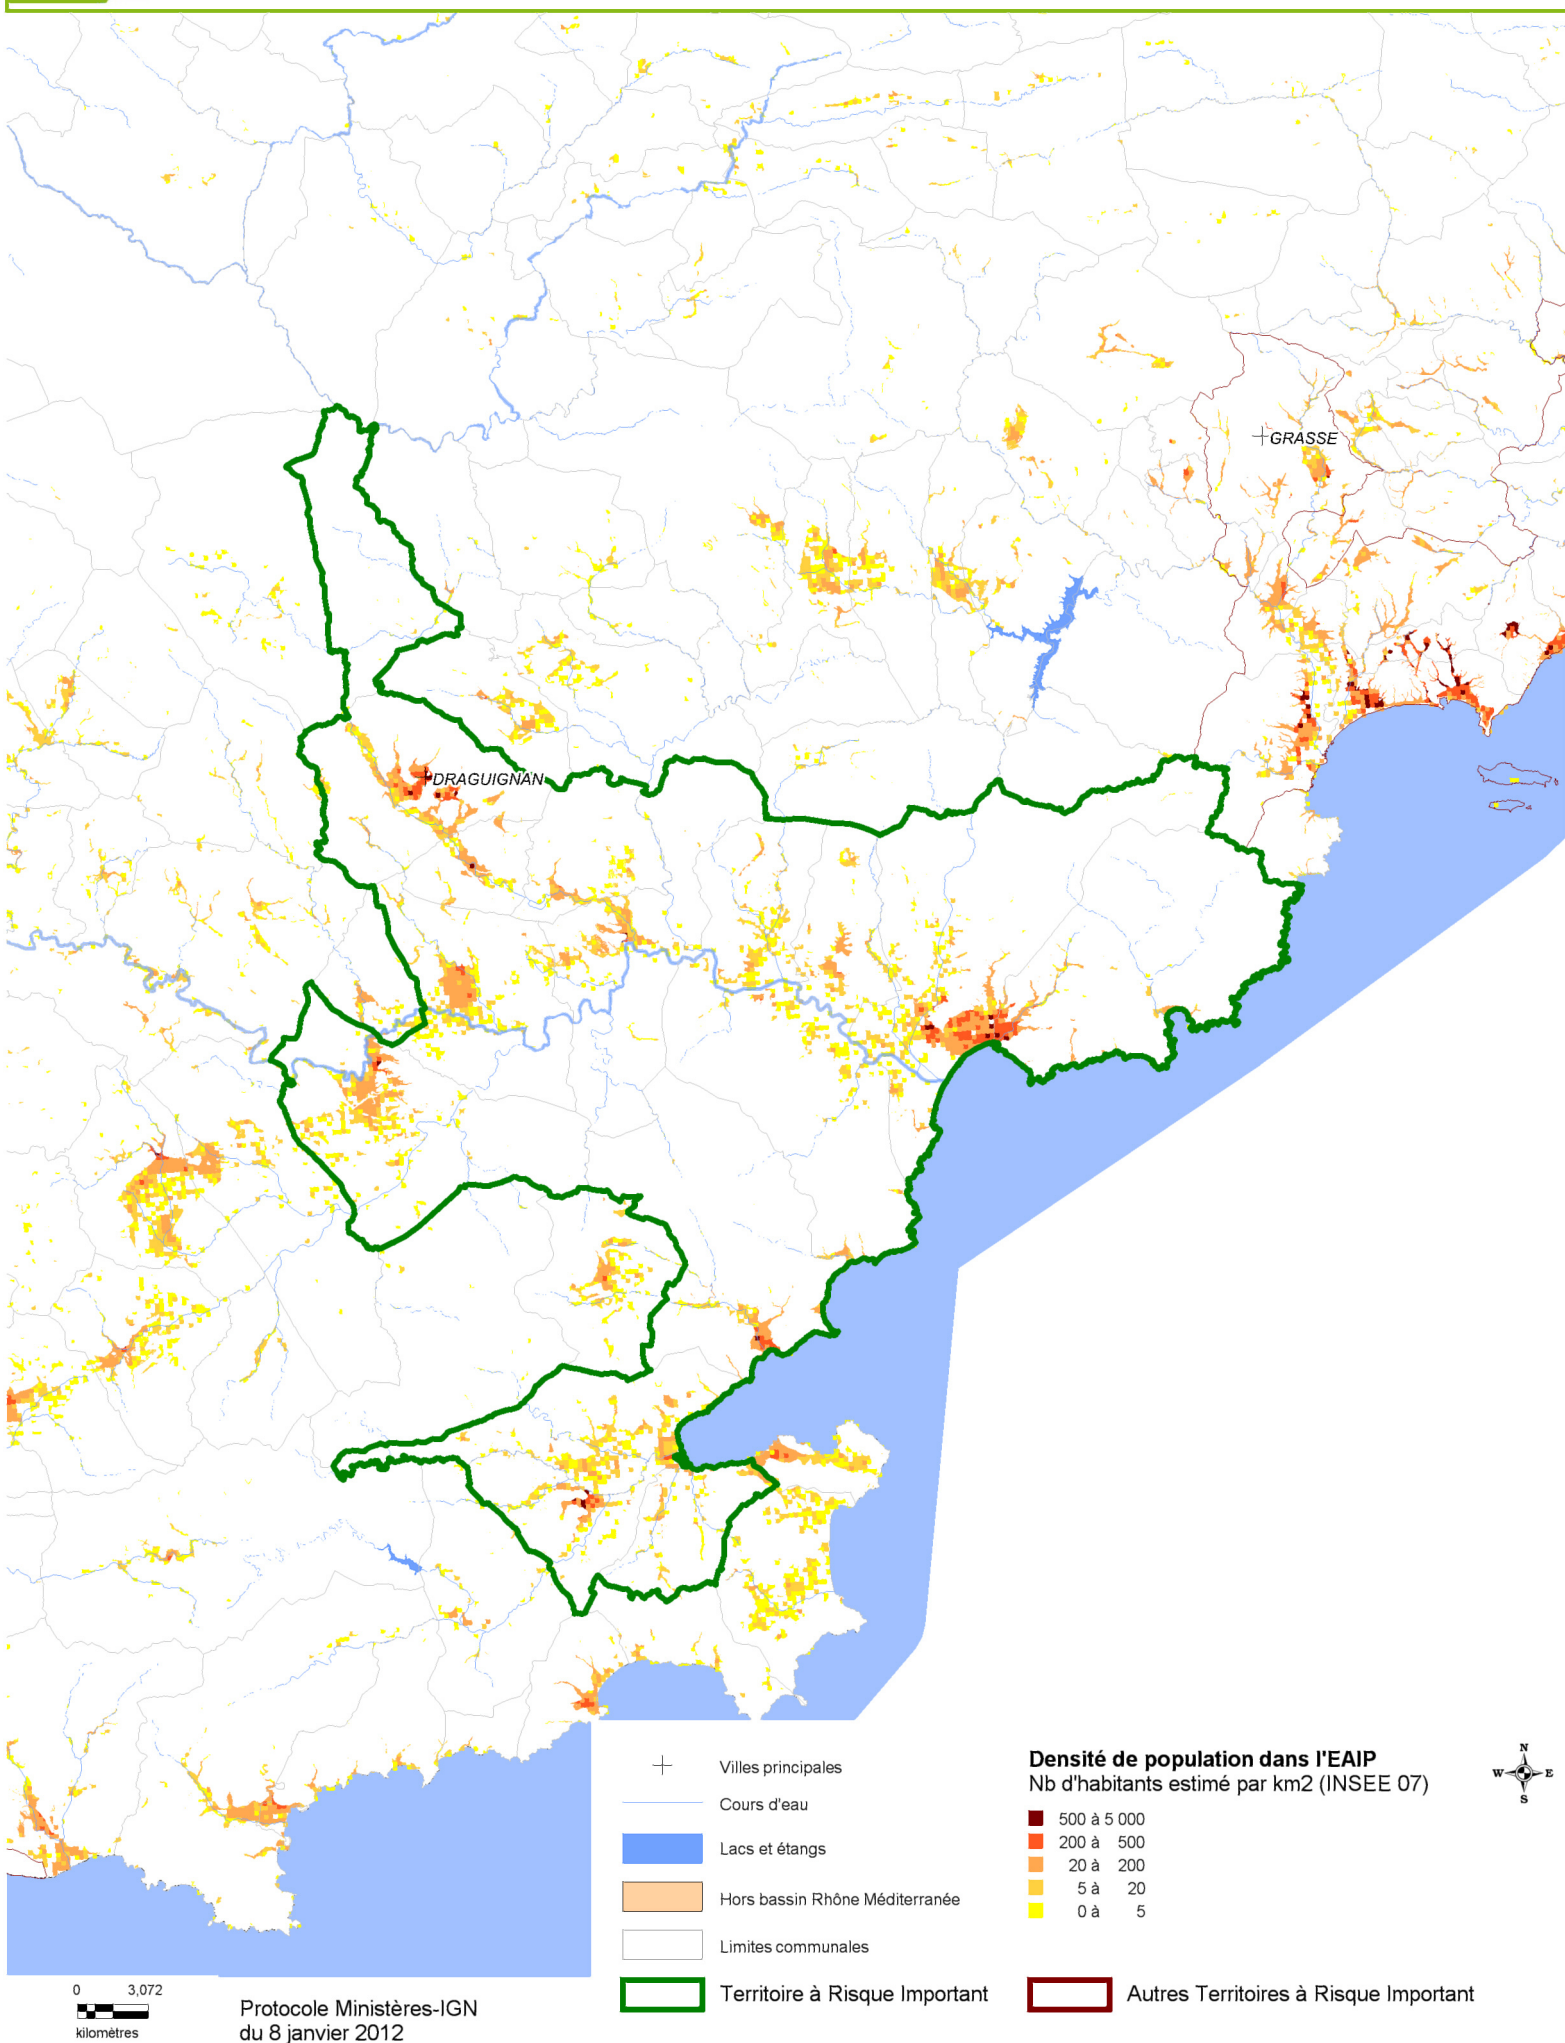 GRASSE
DRAGUIGNAN
Villes principales
Cours d'eau
Lacs et étangs
Hors bassin Rhône Méditerranée
Limites communales
Territoire à Risque Important
Densité de population dans l'EAIP
Nb d'habitants estimé par km2 (INSEE 07)
500 à 5 000
200 à 500
20 à 200
5 à 20
0 à 5
Autres Territoires à Risque Important
N
W E
S
0 3,072
kilomètres
Protocole Ministères-IGN
du 8 janvier 2012